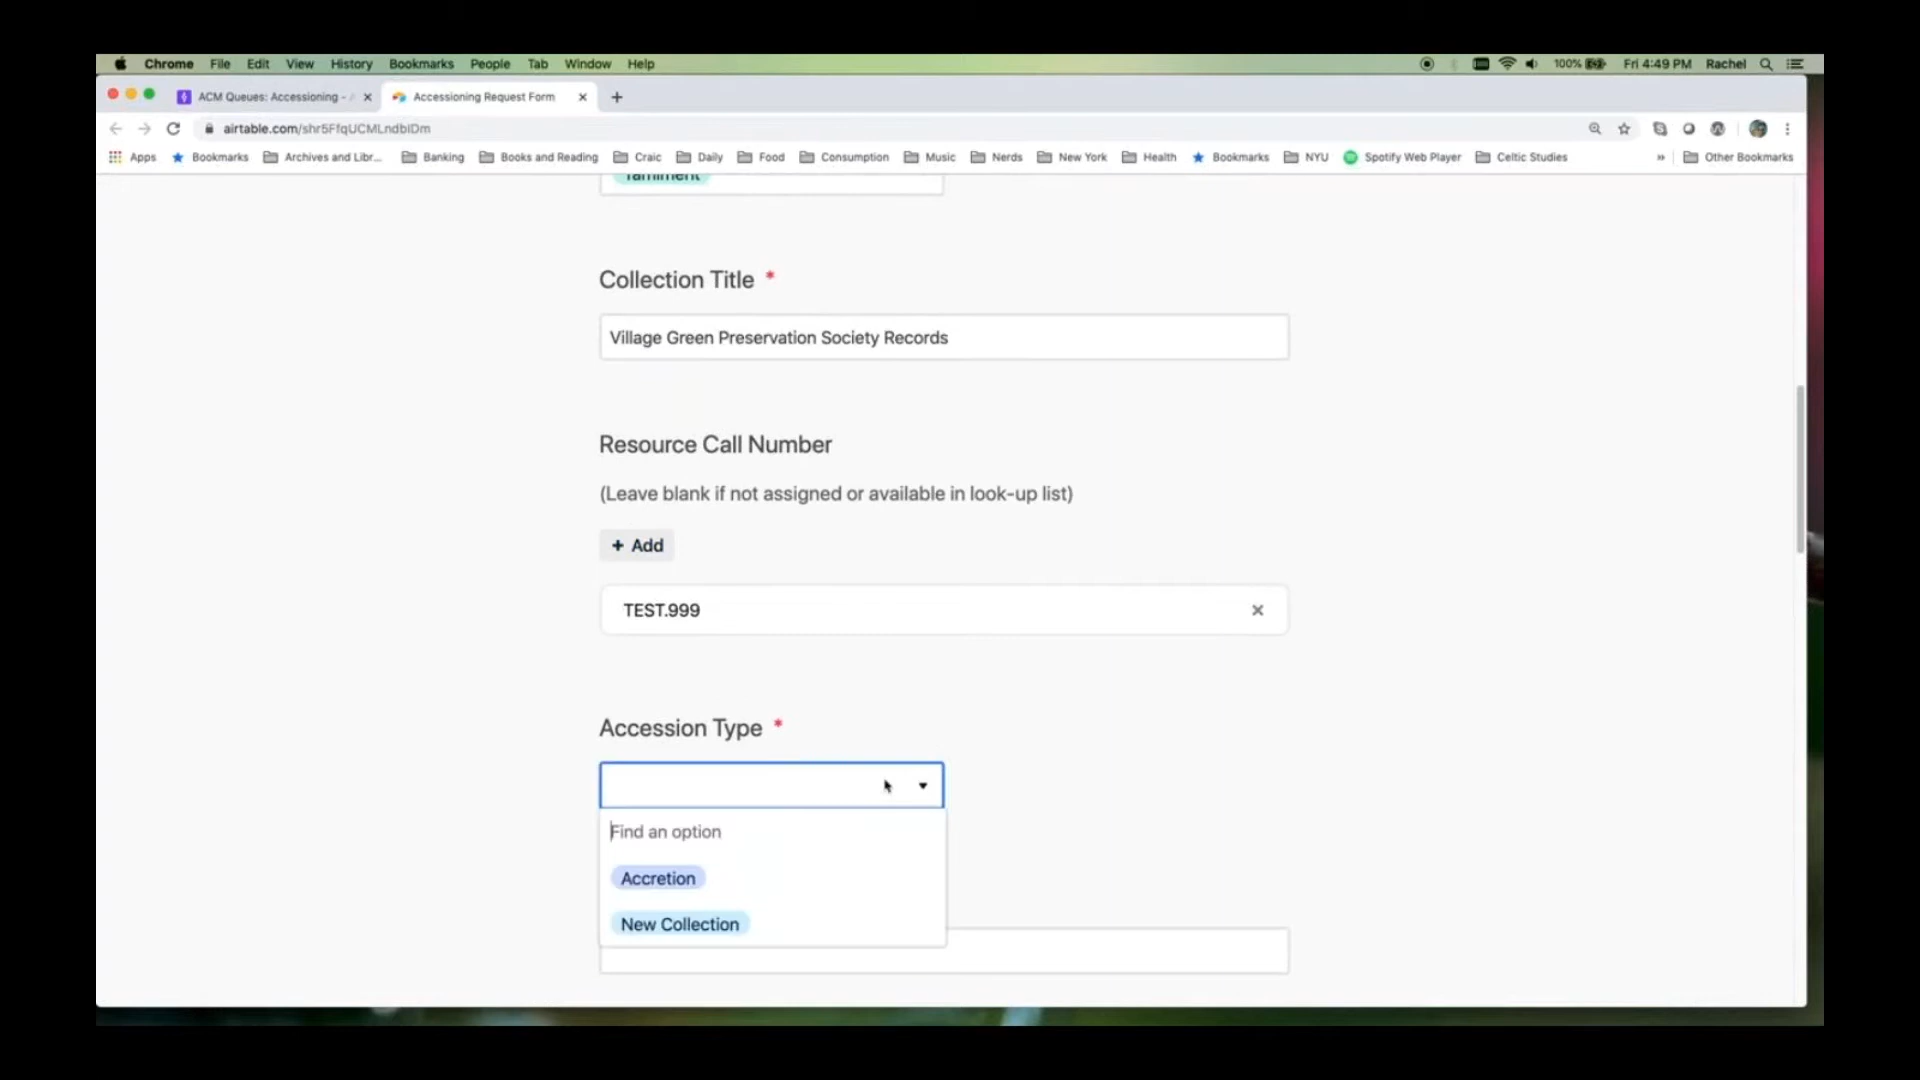 Chrome File Edit View History Bookmarks People Tab Window Help 100% Fri 4:49 PM Rachel
ACM Queues: Accessioning - Accessioning Request Form
airtable.com/shr5FfqUCMLndbIDm
Apps Bookmarks Archives and Libr... Banking Books and Reading Craic Daily Food Consumption Music Nerds New York Health Bookmarks NYU Spotify Web Player Celtic Studies » Other Bookmarks
Tamiment
Collection Title *
Village Green Preservation Society Records
Resource Call Number
(Leave blank if not assigned or available in look-up list)
+ Add
TEST.999
Accession Type *
Find an option
Accretion
New Collection